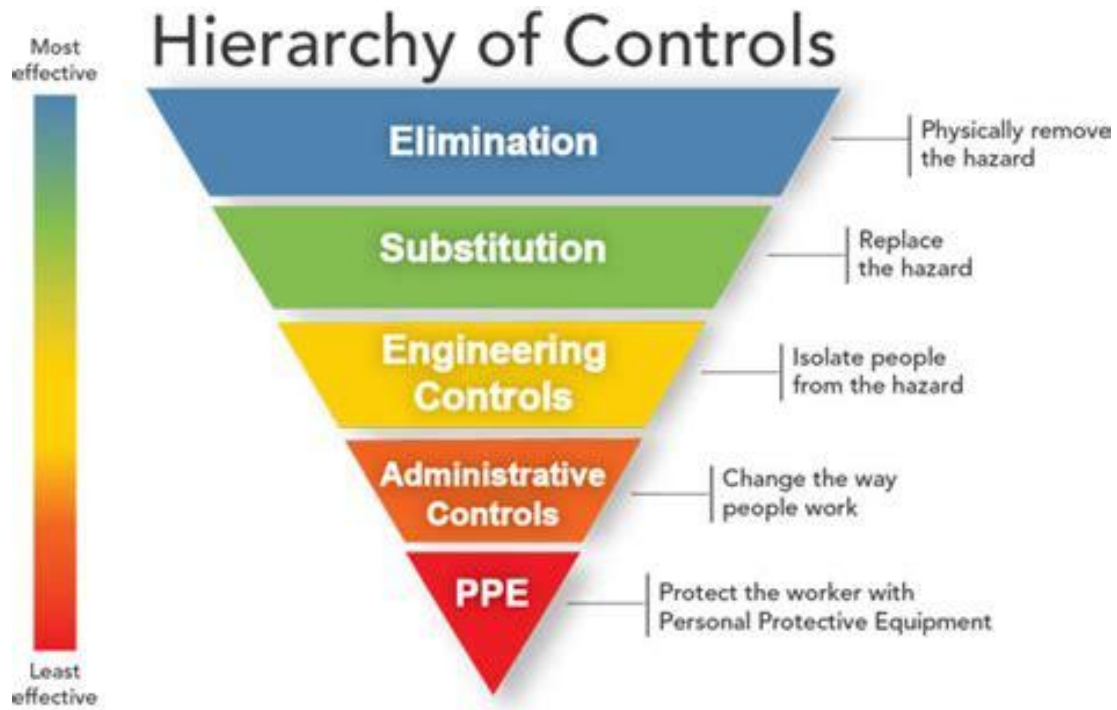 Hierarchy of Controls
Most
effective
Elimination
Physically remove
the hazard
Substitution
Replace
the hazard
Engineering
Controls
Isolate people
from the hazard
Administrative
Controls
Change the way
people work
PPE
Protect the worker with
Personal Protective Equipment
Least
effective